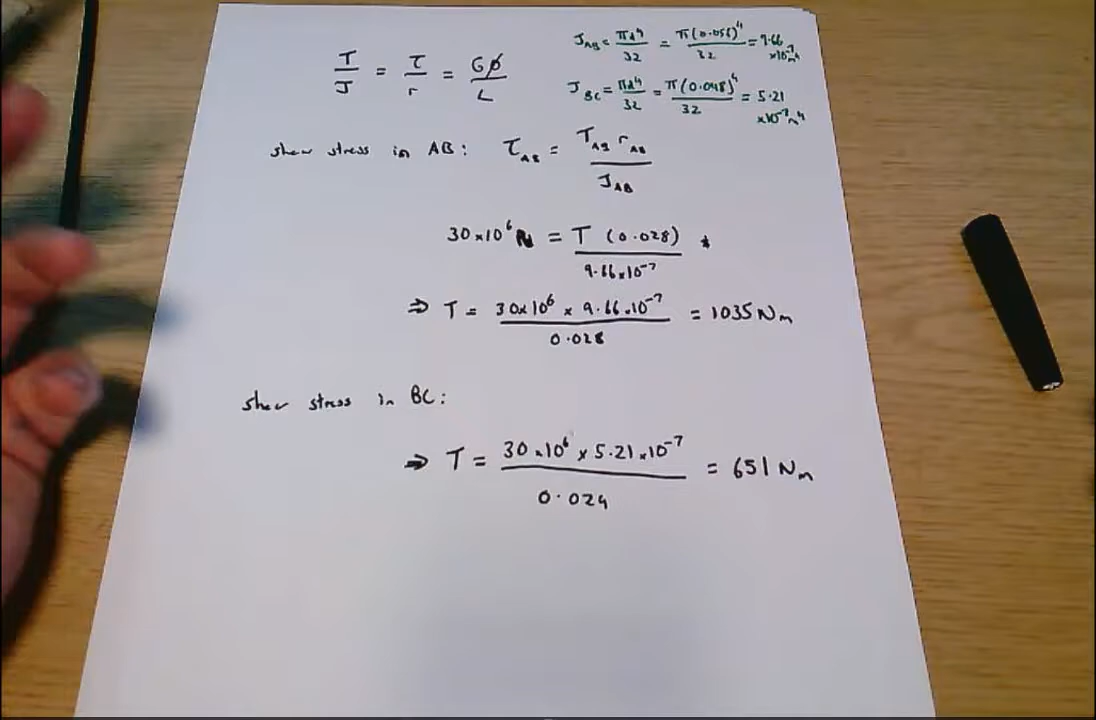 T/J = τ/r = Gφ/L
J_AB = πd⁴/32 = π(0.056)⁴/32 = 9.66 ×10⁻⁷ m⁴
J_BC = πd⁴/32 = π(0.048)⁴/32 = 5.21 ×10⁻⁷ m⁴
shear stress in AB: τ_AB = T_AB r_AB / J_AB
30×10⁶ = T (0.028) / 9.66×10⁻⁷
⇒ T = 30×10⁶ × 9.66×10⁻⁷ / 0.028 = 1035 Nm
shear stress in BC:
⇒ T = 30×10⁶ × 5.21×10⁻⁷ / 0.024 = 651 Nm